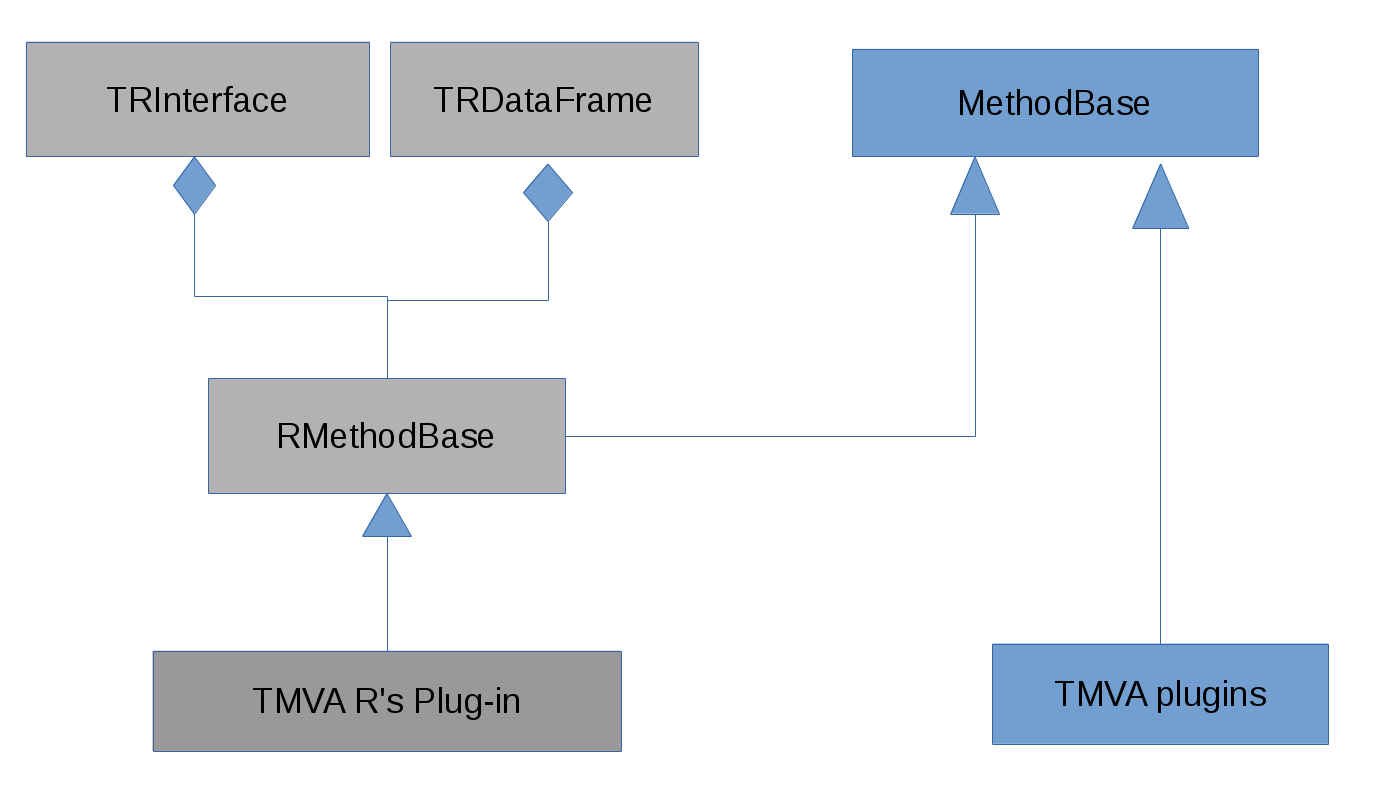 TRInterface
TRDataFrame
MethodBase
RMethodBase
TMVA R's Plug-in
TMVA plugins